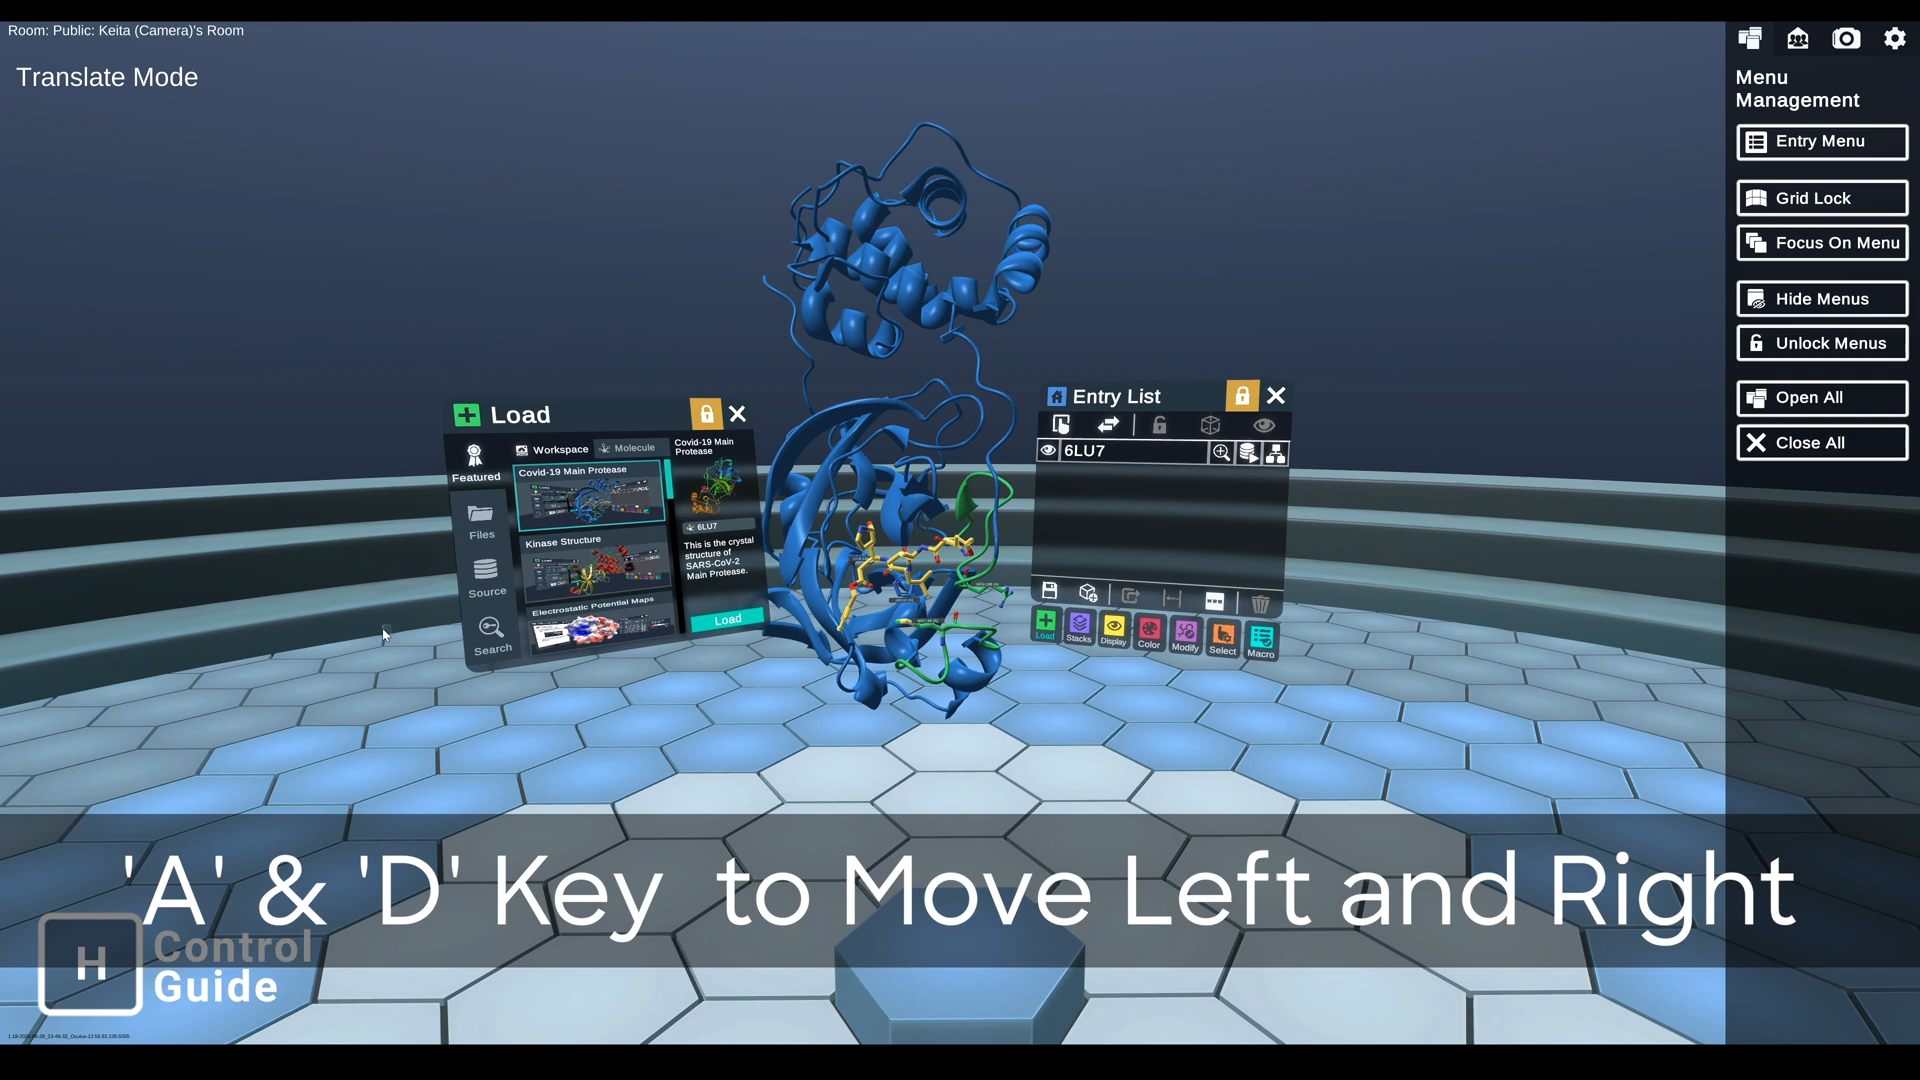 Room: Public: Keita (Camera)'s Room
Translate Mode
Menu
Management
Entry Menu
Grid Lock
Focus On Menu
Hide Menus
Unlock Menus
Open All
Close All
Load
Featured
Files
Source
Search
Workspace
Molecule
Covid-19 Main Protease
Kinase Structure
Electrostatic Potential Maps
Covid-19 Main
Protease
6LU7
This is the crystal
structure of
SARS-CoV-2
Main Protease.
Load
Entry List
6LU7
Load
Stacks
Display
Color
Modify
Select
Macro
'A' & 'D' Key to Move Left and Right
H
Control
Guide